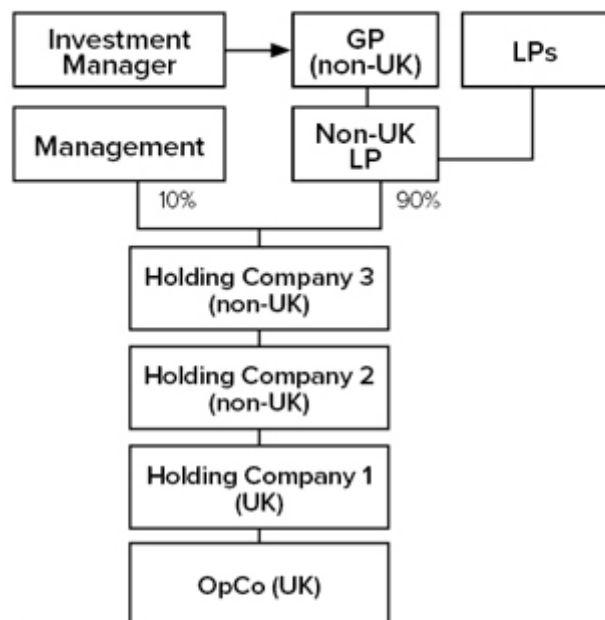 Investment
Manager
GP
(non-UK)
LPs
Management
Non-UK
LP
10%
90%
Holding Company 3
(non-UK)
Holding Company 2
(non-UK)
Holding Company 1
(UK)
OpCo (UK)